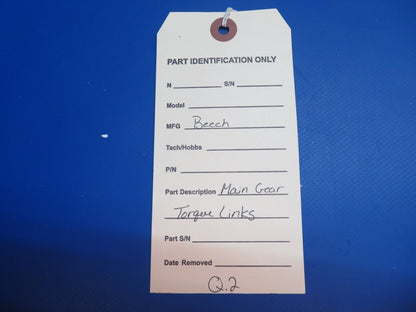 PART IDENTIFICATION ONLY
N S/N
Model
MFG Beech
Tach/Hobbs
P/N
Part Description Main Gear
Torque Links
Part S/N
Date Removed
Q.2